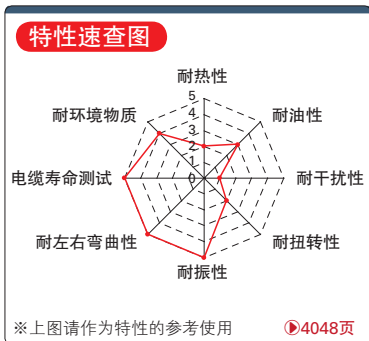 特性速查图
耐热性
耐环境物质
耐油性
5
4
3
2
1
0
电缆寿命测试
耐干扰性
耐左右弯曲性
耐扭转性
耐振性
※上图请作为特性的参考使用
4048页